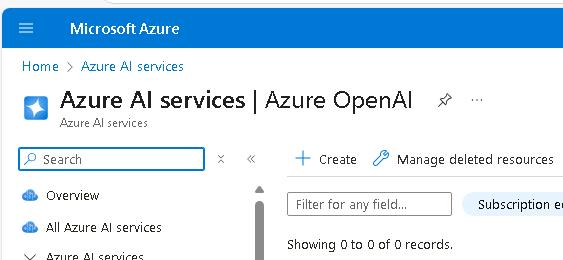 Microsoft Azure
Home > Azure AI services
Azure AI services | Azure OpenAI
Azure AI services
Search
Create Manage deleted resources
Overview
Filter for any field...
Subscription e
All Azure AI services
Showing 0 to 0 of 0 records.
Azure AI services